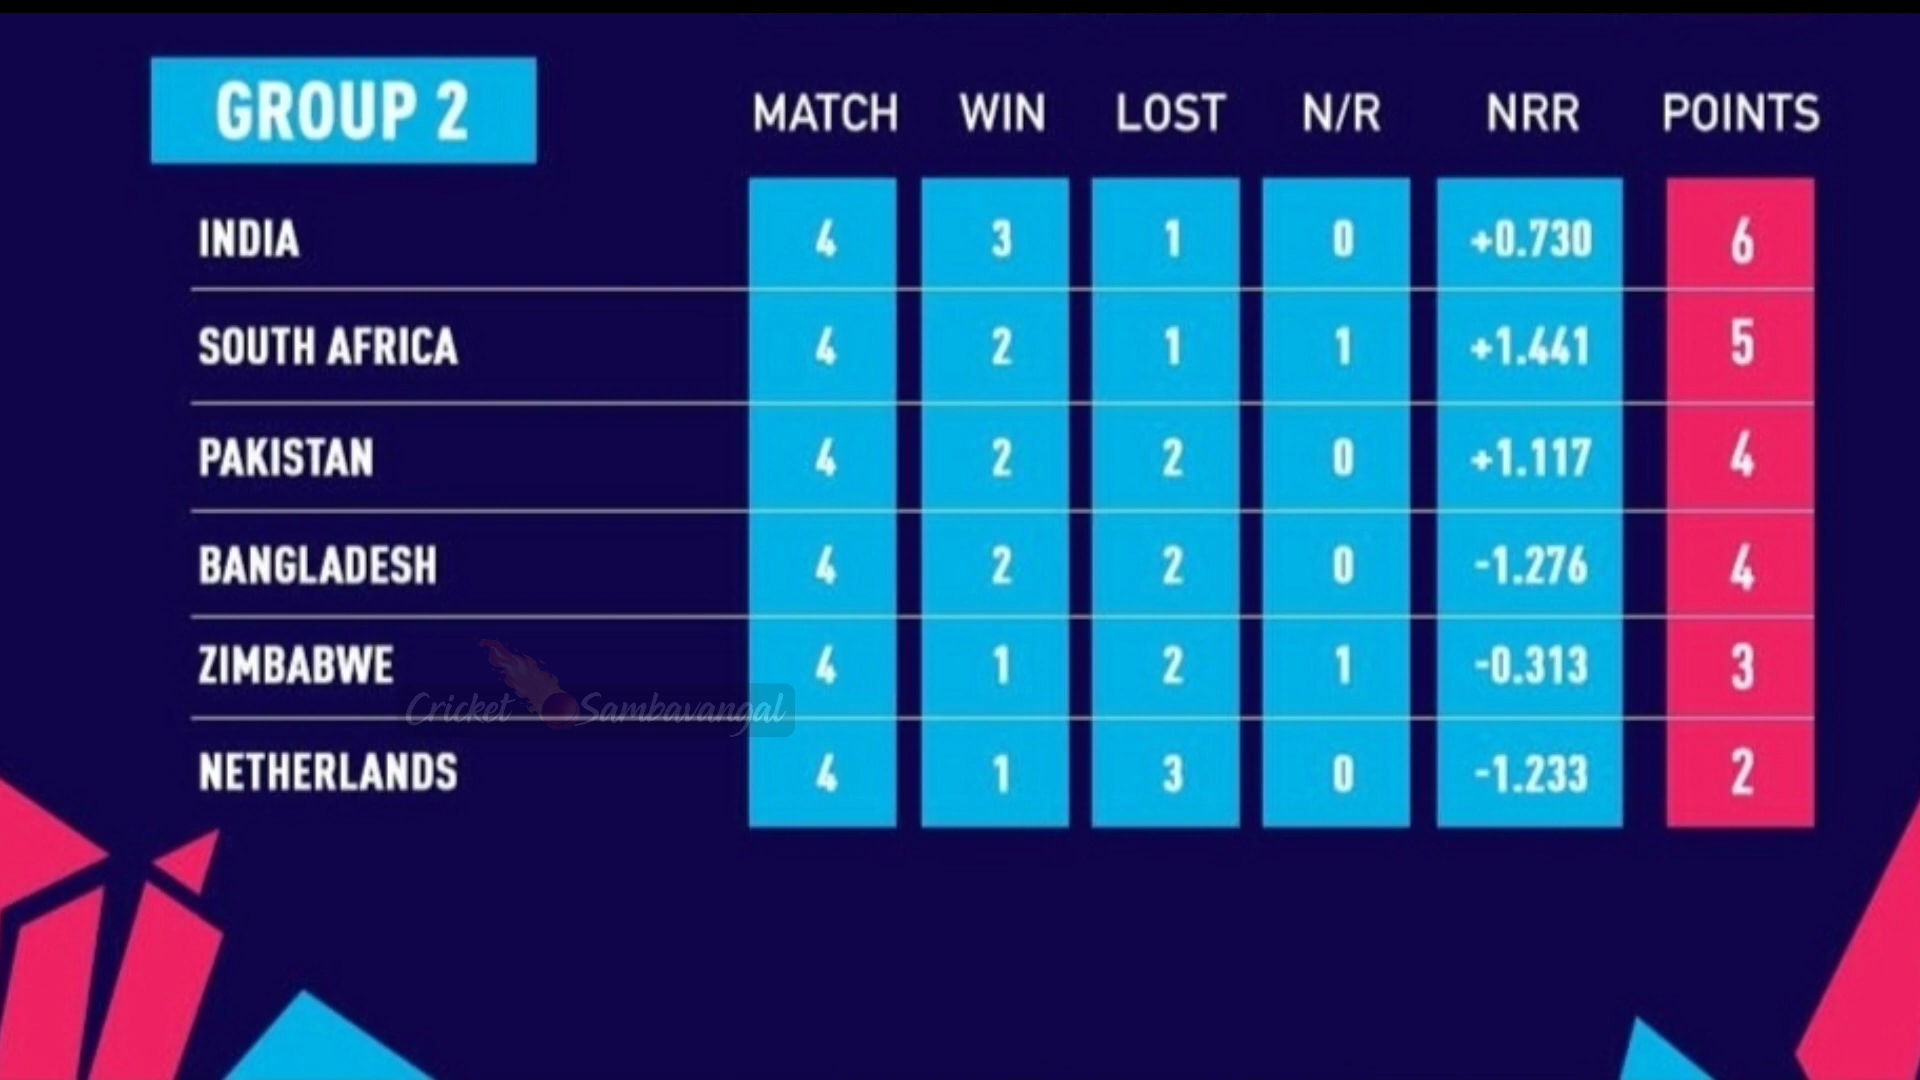 GROUP 2 MATCH WIN LOST N/R NRR POINTS
INDIA 4 3 1 0 +0.730 6
SOUTH AFRICA 4 2 1 1 +1.441 5
PAKISTAN 4 2 2 0 +1.117 4
BANGLADESH 4 2 2 0 -1.276 4
ZIMBABWE 4 1 2 1 -0.313 3
Cricket Sambavangal
NETHERLANDS 4 1 3 0 -1.233 2